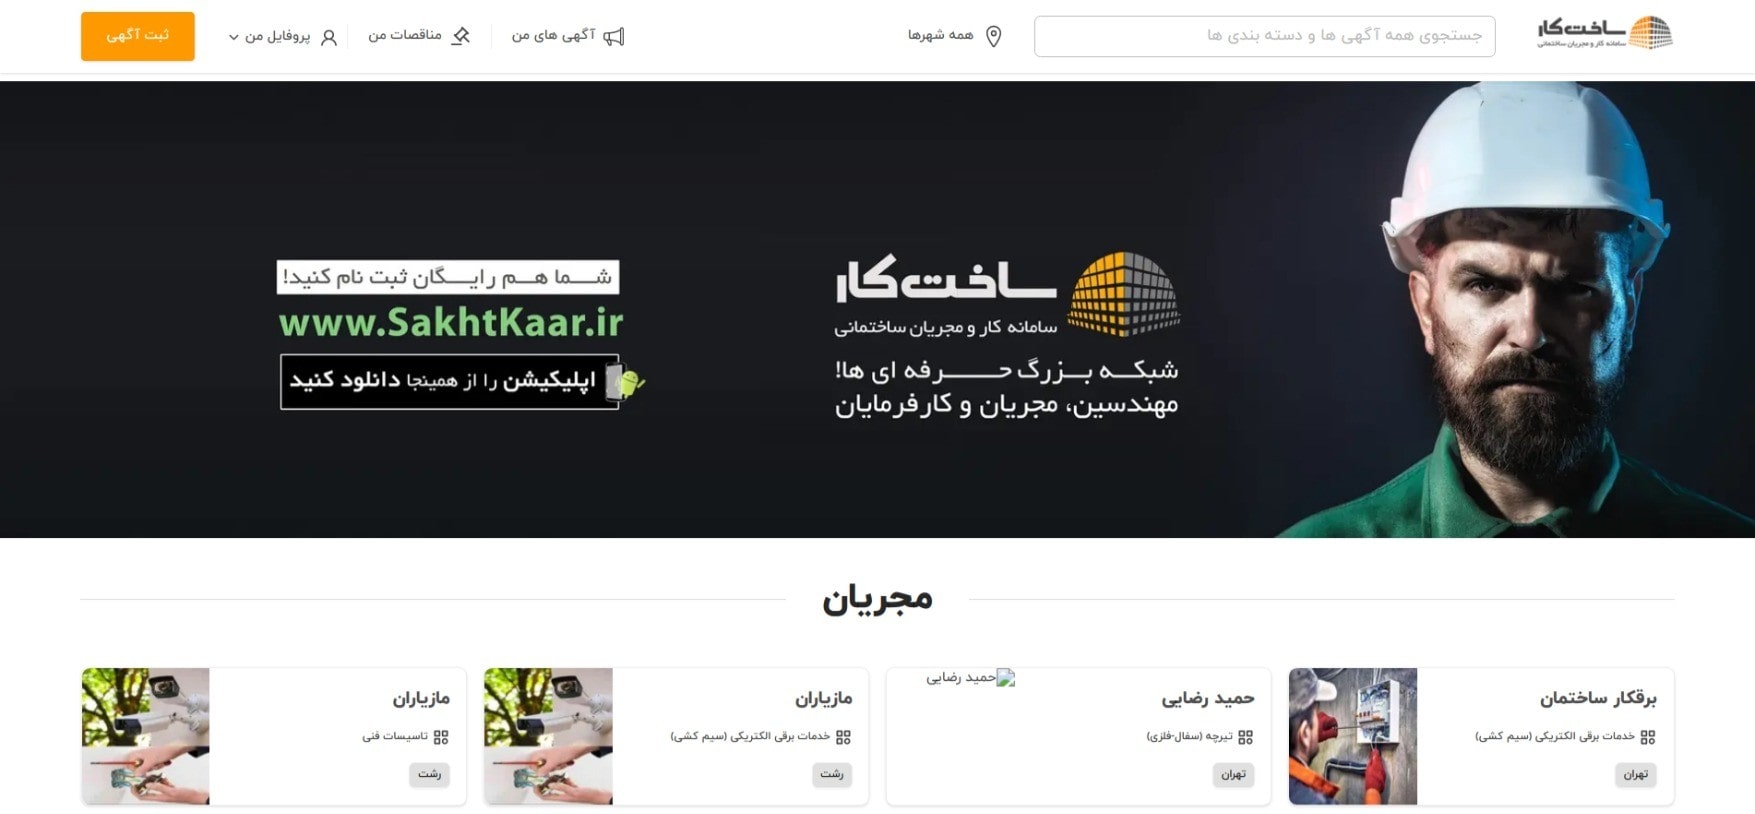 ساخت‌کار
سامانه کار و مجریان ساختمانی
جستجوی همه آگهی ها و دسته بندی ها
همه شهرها
آگهی های من
مناقصات من
پروفایل من
ثبت آگهی
ساخت‌کار
سامانه کار و مجریان ساختمانی
شبکه بزرگ حرفه ای ها!
مهندسین، مجریان و کارفرمایان
شما هم رایگان ثبت نام کنید!
www.SakhtKaar.ir
اپلیکیشن را از همینجا دانلود کنید
مجریان
برقکار ساختمان
خدمات برقی الکتریکی (سیم کشی)
تهران
حمید رضایی
تیرچه (سفال-فلزی)
تهران
حمید رضایی
مازیاران
خدمات برقی الکتریکی (سیم کشی)
رشت
مازیاران
تاسیسات فنی
رشت